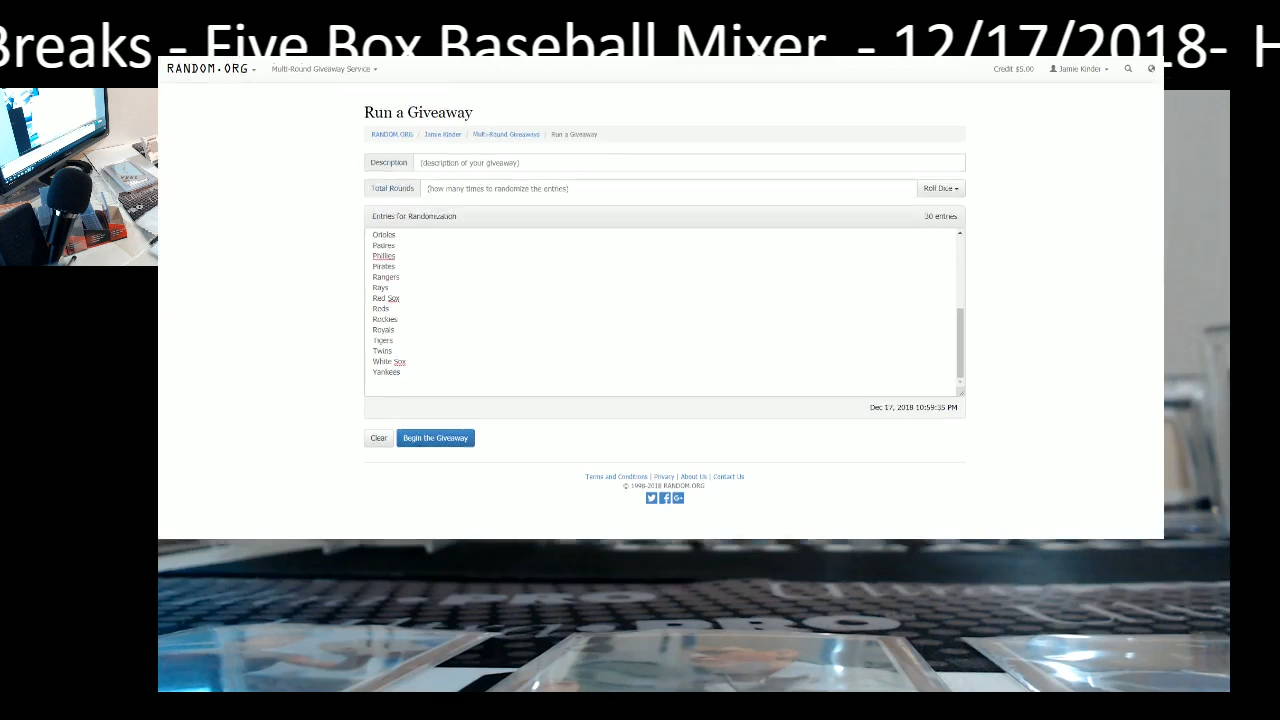 Breaks - Five Box Baseball Mixer - 12/17/2018- H
RANDOM.ORG Multi-Round Giveaway Service Credit $5.00 Jamie Kinder
Run a Giveaway
RANDOM.ORG / Jamie Kinder / Multi-Round Giveaways / Run a Giveaway
Description (description of your giveaway)
Total Rounds (how many times to randomize the entries) Roll Dice
Entries for Randomization 30 entries
Orioles
Padres
Phillies
Pirates
Rangers
Rays
Red Sox
Reds
Rockies
Royals
Tigers
Twins
White Sox
Yankees
Dec 17, 2018 10:59:35 PM
Clear Begin the Giveaway
Terms and Conditions | Privacy | About Us | Contact Us
© 1998-2018 RANDOM.ORG
PRO
PRO